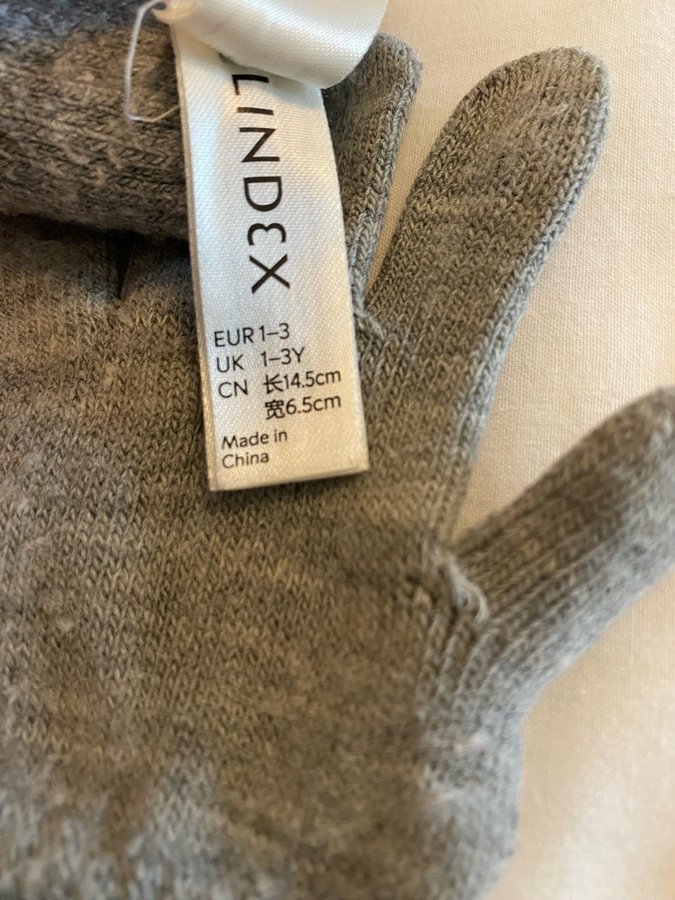 LINDEX
EUR 1–3
UK 1–3Y
CN 长14.5cm
宽6.5cm
Made in
China